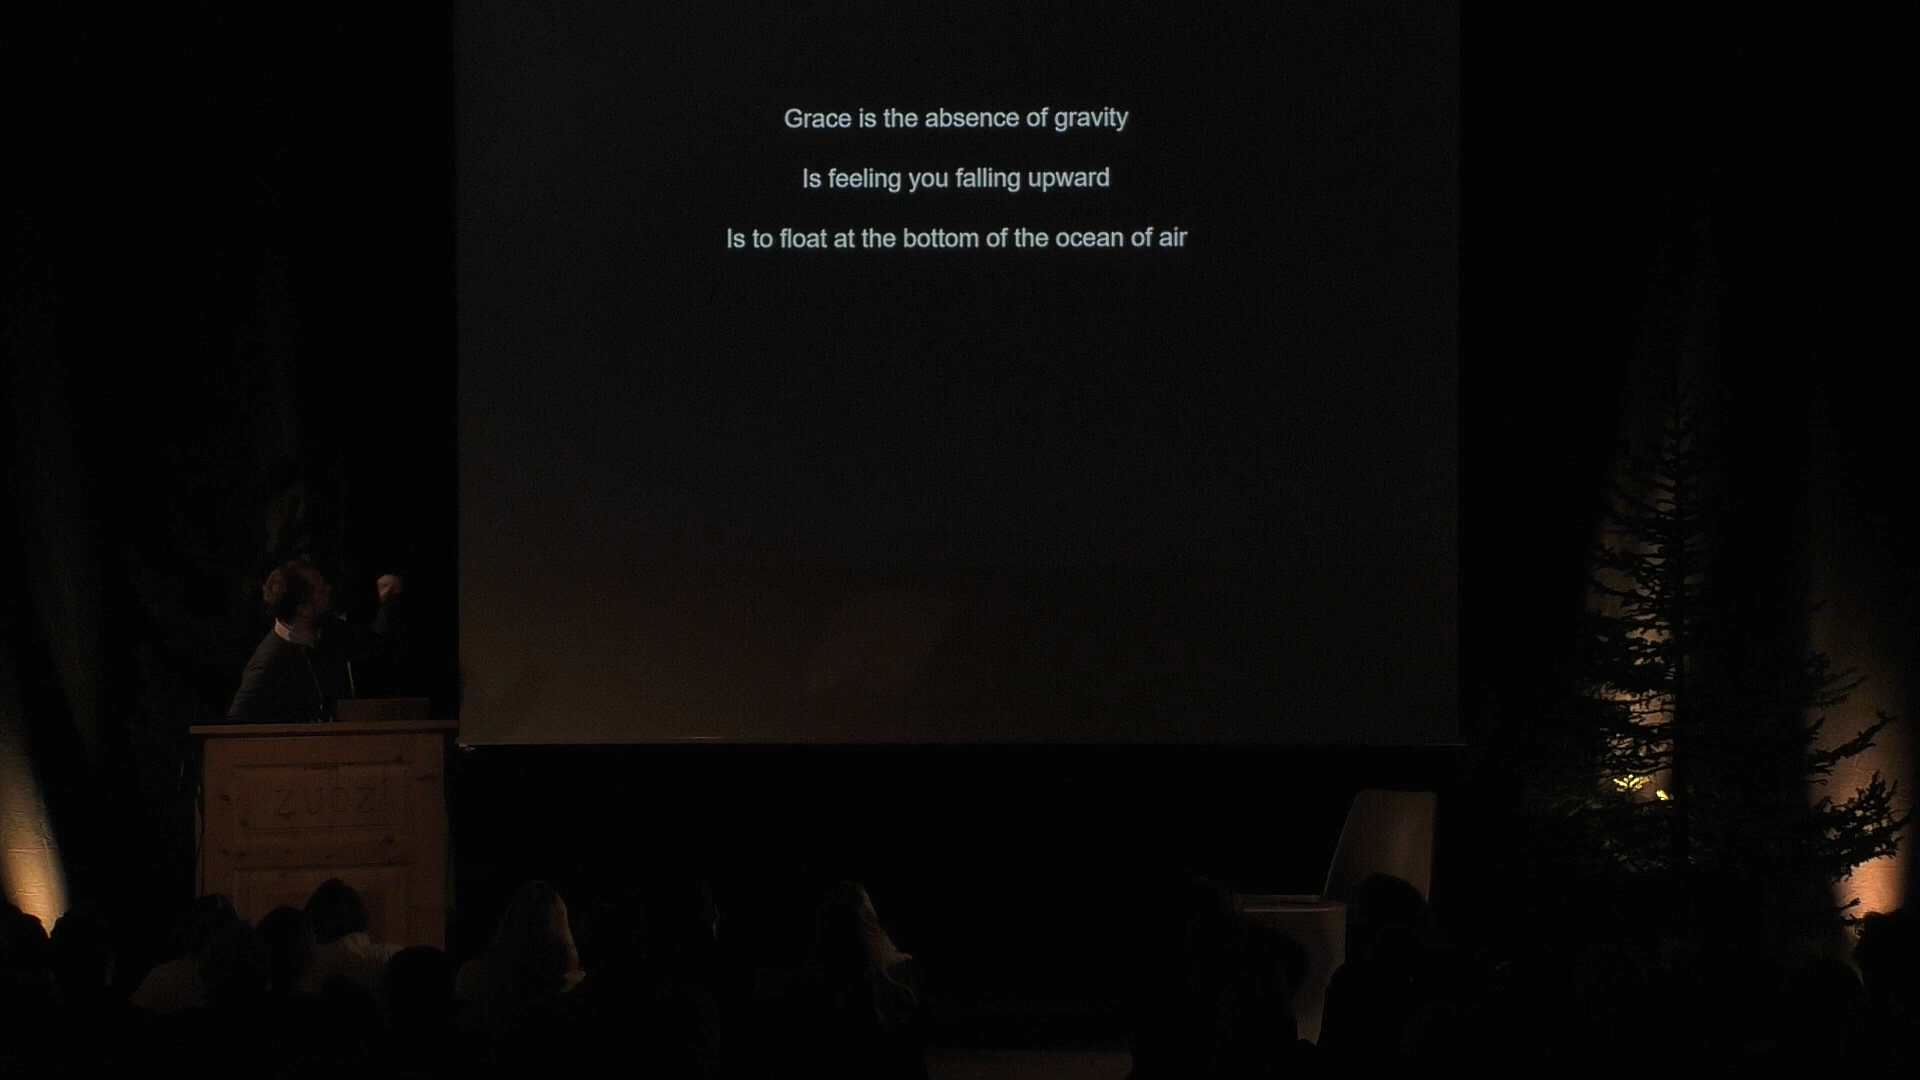 Grace is the absence of gravity
Is feeling you falling upward
Is to float at the bottom of the ocean of air
ZUOZ